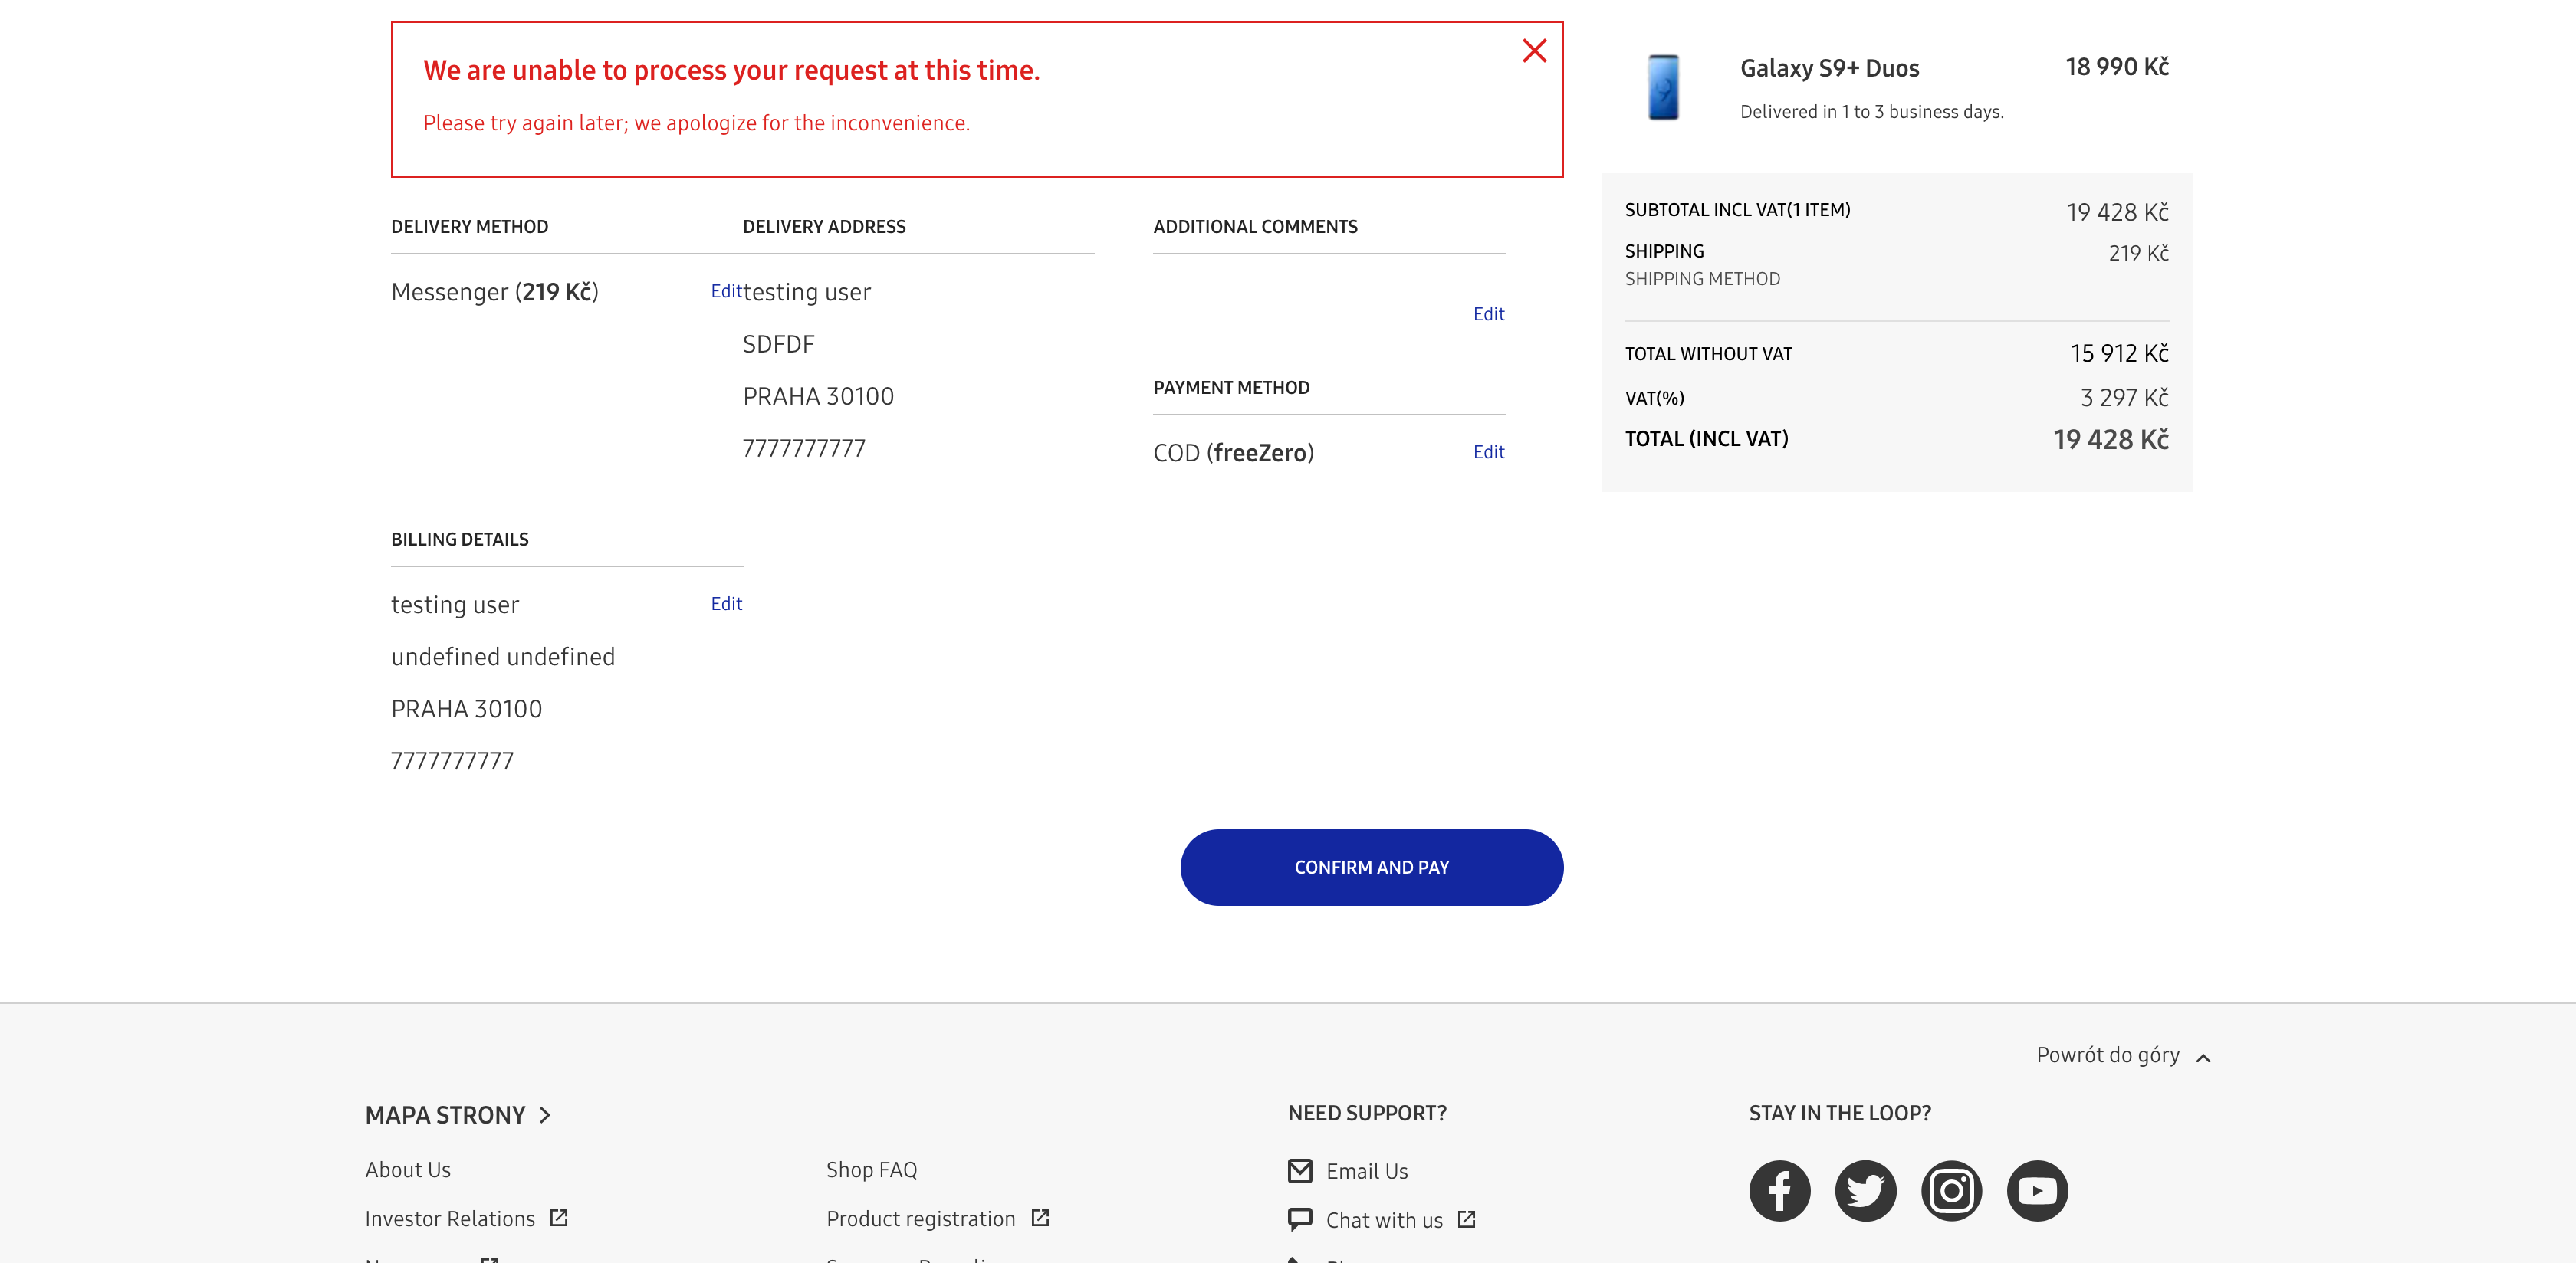 We are unable to process your request at this time.
Please try again later; we apologize for the inconvenience.
Galaxy S9+ Duos
18 990 Kč
Delivered in 1 to 3 business days.
SUBTOTAL INCL VAT(1 ITEM)
19 428 Kč
SHIPPING
219 Kč
SHIPPING METHOD
TOTAL WITHOUT VAT
15 912 Kč
VAT(%)
3 297 Kč
TOTAL (INCL VAT)
19 428 Kč
DELIVERY METHOD
Messenger (219 Kč)
Edit
DELIVERY ADDRESS
testing user
SDFDF
PRAHA 30100
7777777777
ADDITIONAL COMMENTS
Edit
PAYMENT METHOD
COD (freeZero)
Edit
BILLING DETAILS
testing user
Edit
undefined undefined
PRAHA 30100
7777777777
CONFIRM AND PAY
Powrót do góry
MAPA STRONY
About Us
Investor Relations
Shop FAQ
Product registration
NEED SUPPORT?
Email Us
Chat with us
STAY IN THE LOOP?